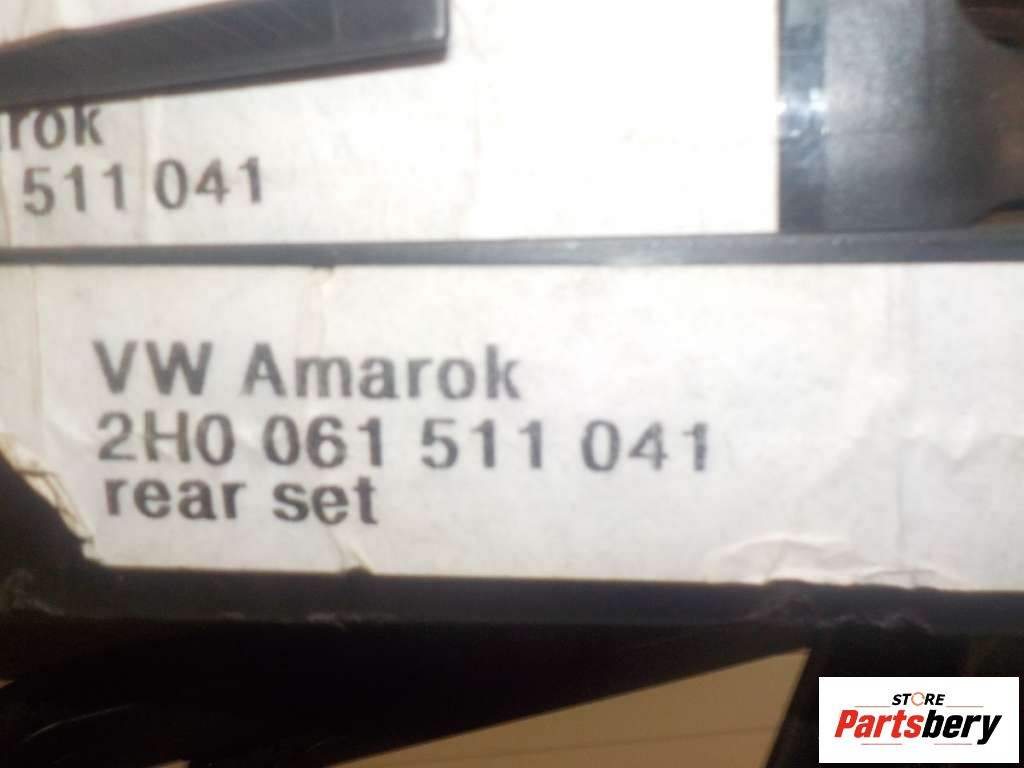 rok
511 041
VW Amarok
2H0 061 511 041
rear set
STORE
Partsbery